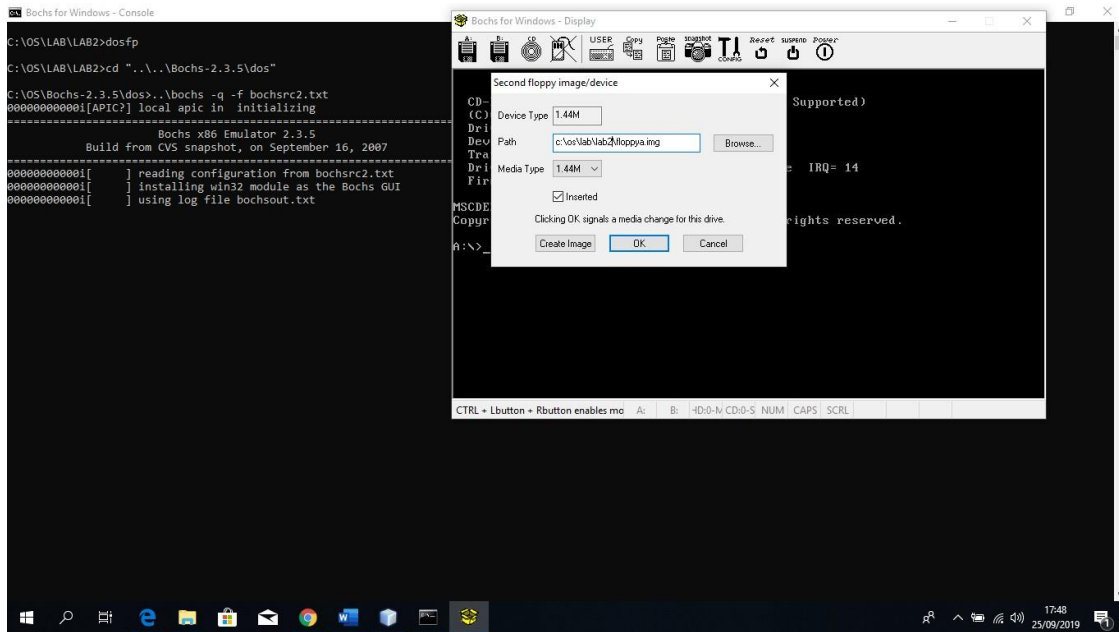 Bochs for Windows - Console
C:\OS\LAB\LAB2>dosfp
C:\OS\LAB\LAB2>cd "..\..\Bochs-2.3.5\dos"
C:\OS\Bochs-2.3.5\dos>..\bochs -q -f bochsrc2.txt
00000000000i[APIC?] local apic in  initializing
========================================================================
Bochs x86 Emulator 2.3.5
Build from CVS snapshot, on September 16, 2007
========================================================================
00000000000i[     ] reading configuration from bochsrc2.txt
00000000000i[     ] installing win32 module as the Bochs GUI
00000000000i[     ] using log file bochsout.txt
Bochs for Windows - Display
A: B: CD USER Copy Paste snapshot CONFIG Reset SUSPEND Power
CD- Supported)
(C)
Dri
Dev
Tra
Dri e IRQ= 14
Fir
MSCDE
Copyr rights reserved.
A:\>_
Second floppy image/device
Device Type 1.44M
Path c:\os\lab\lab2\floppya.img Browse...
Media Type 1.44M
Inserted
Clicking OK signals a media change for this drive.
Create Image OK Cancel
CTRL + Lbutton + Rbutton enables mo A: B: HD:0-M CD:0-S NUM CAPS SCRL
17:48
25/09/2019